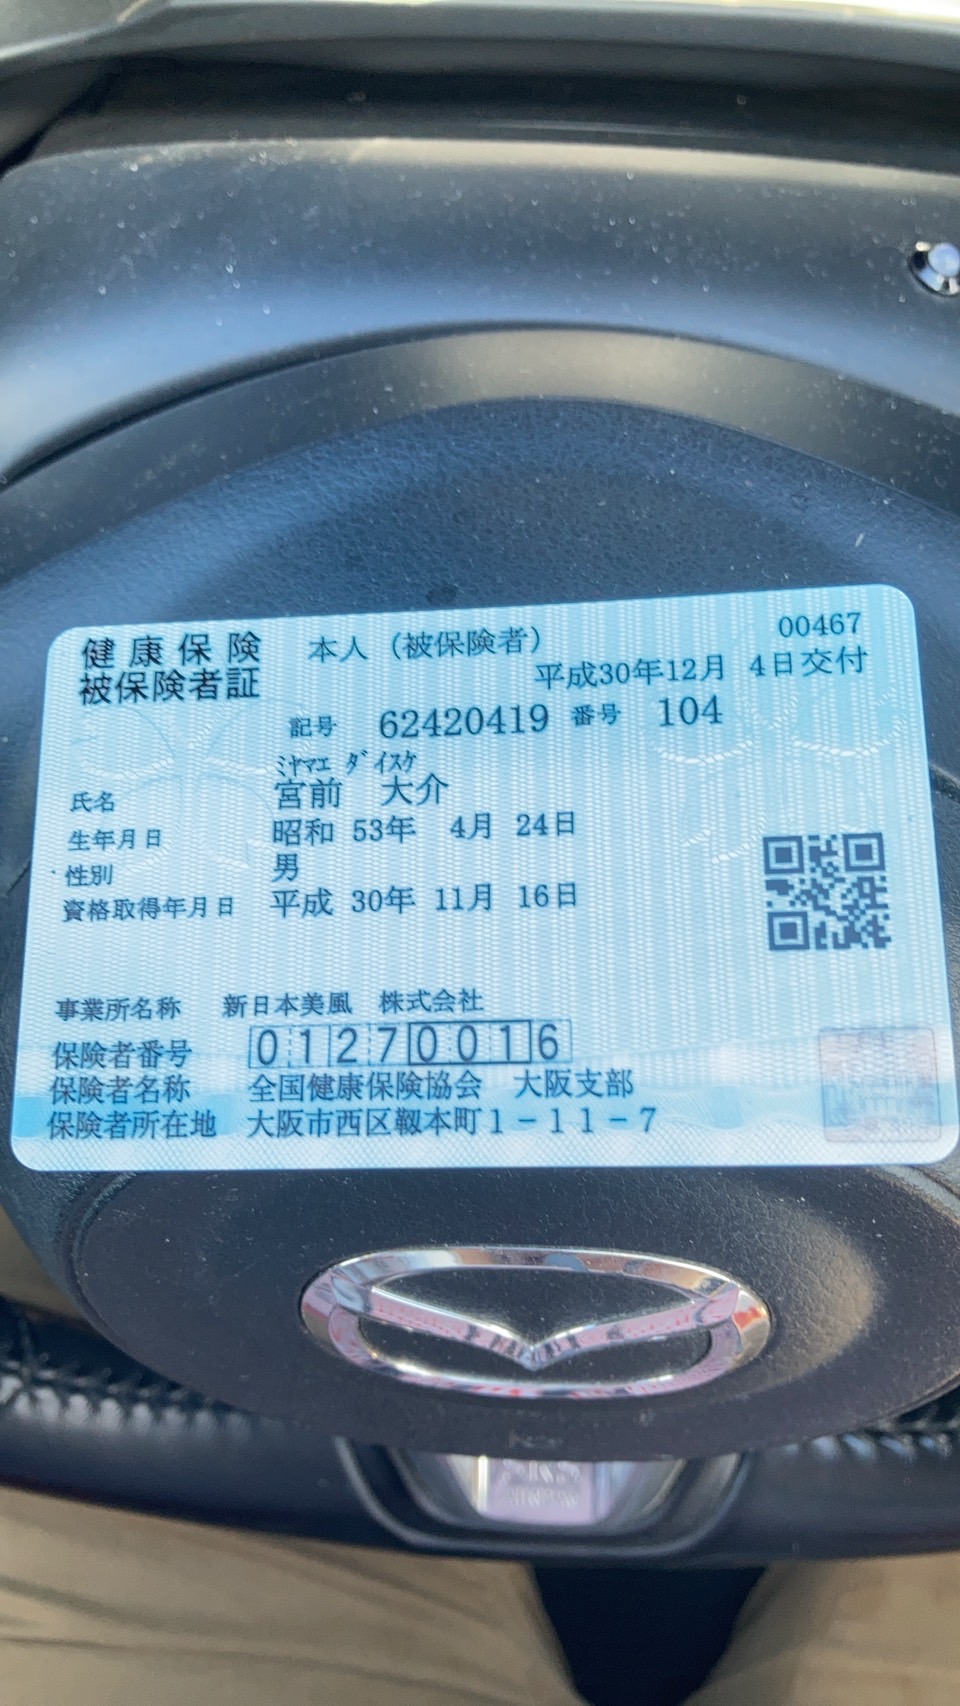 健康保険 本人（被保険者） 00467
被保険者証 平成30年12月 4日交付
記号 62420419 番号 104
ﾐﾔﾏｴ ﾀﾞｲｽｹ
氏名 宮前 大介
生年月日 昭和 53年 4月 24日
性別 男
資格取得年月日 平成 30年 11月 16日
事業所名称 新日本美風 株式会社
保険者番号 01270016
保険者名称 全国健康保険協会 大阪支部
保険者所在地 大阪市西区靱本町1－11－7